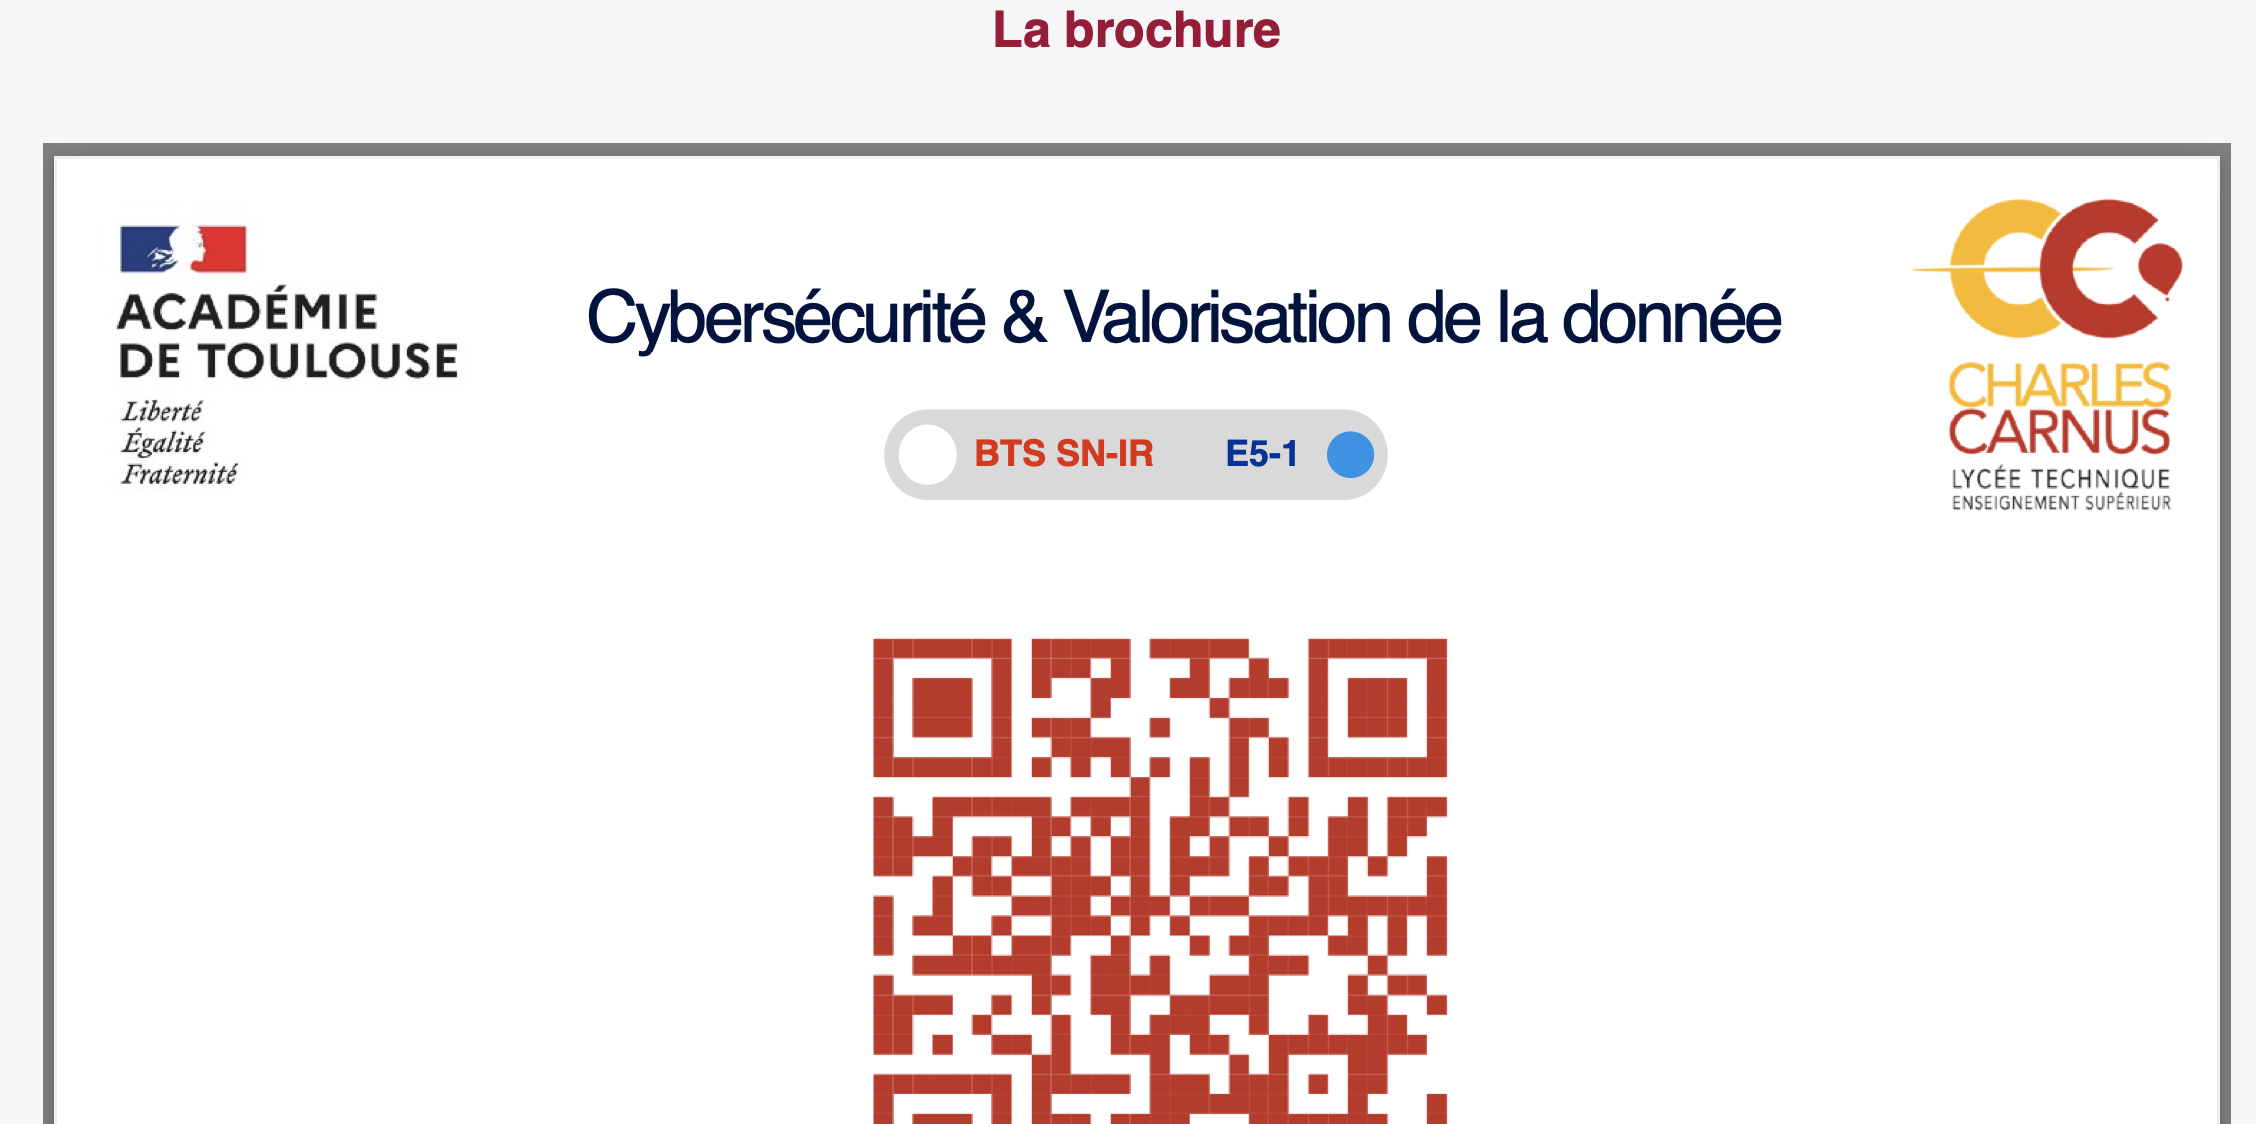 La brochure
ACADÉMIE
DE TOULOUSE
Liberté
Égalité
Fraternité
Cybersécurité & Valorisation de la donnée
BTS SN-IR E5-1
CHARLES
CARNUS
LYCÉE TECHNIQUE
ENSEIGNEMENT SUPÉRIEUR